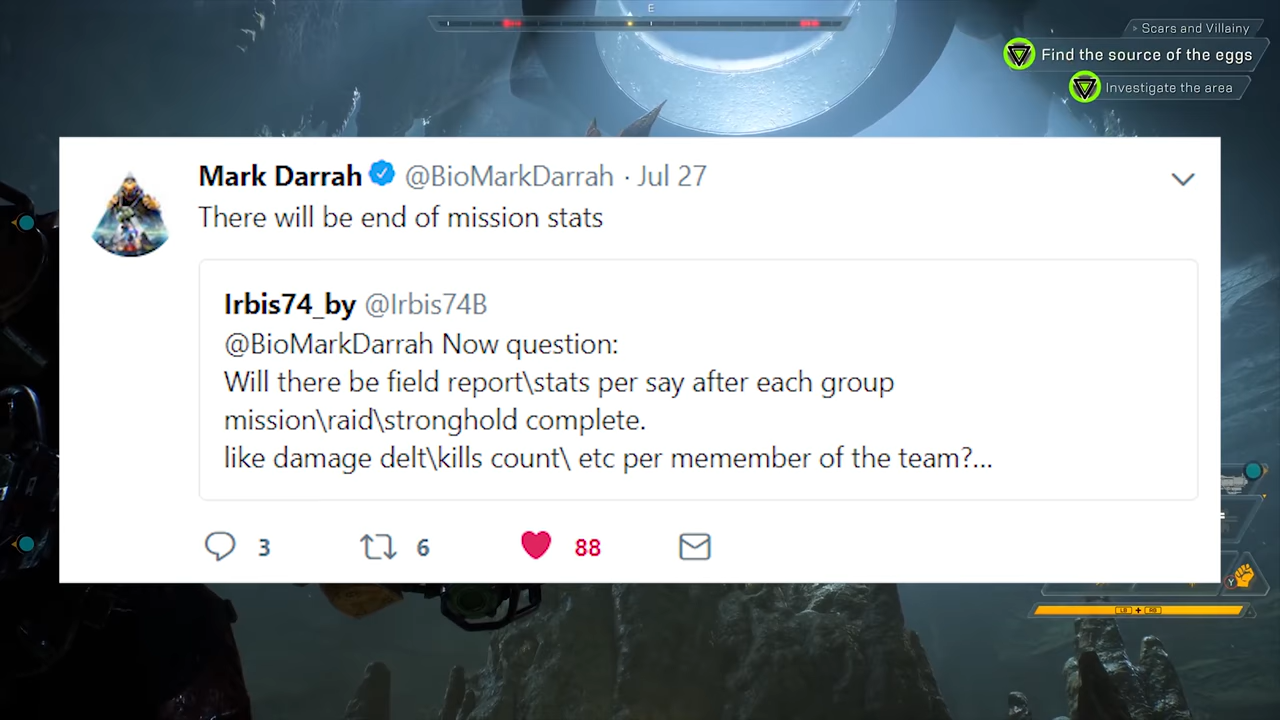 E
> Scars and Villainy
Find the source of the eggs
Investigate the area
Mark Darrah @BioMarkDarrah · Jul 27
There will be end of mission stats
Irbis74_by @Irbis74B
@BioMarkDarrah Now question:
Will there be field report\stats per say after each group
mission\raid\stronghold complete.
like damage delt\kills count\ etc per memember of the team?...
3 6 88
Y
LB + RB